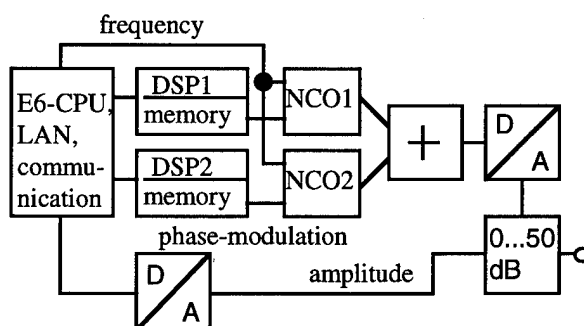 frequency
E6-CPU,
LAN,
commu-
nication
DSP1
memory
NCO1
DSP2
memory
NCO2
+
D
A
phase-modulation
D
A
amplitude
0...50
dB